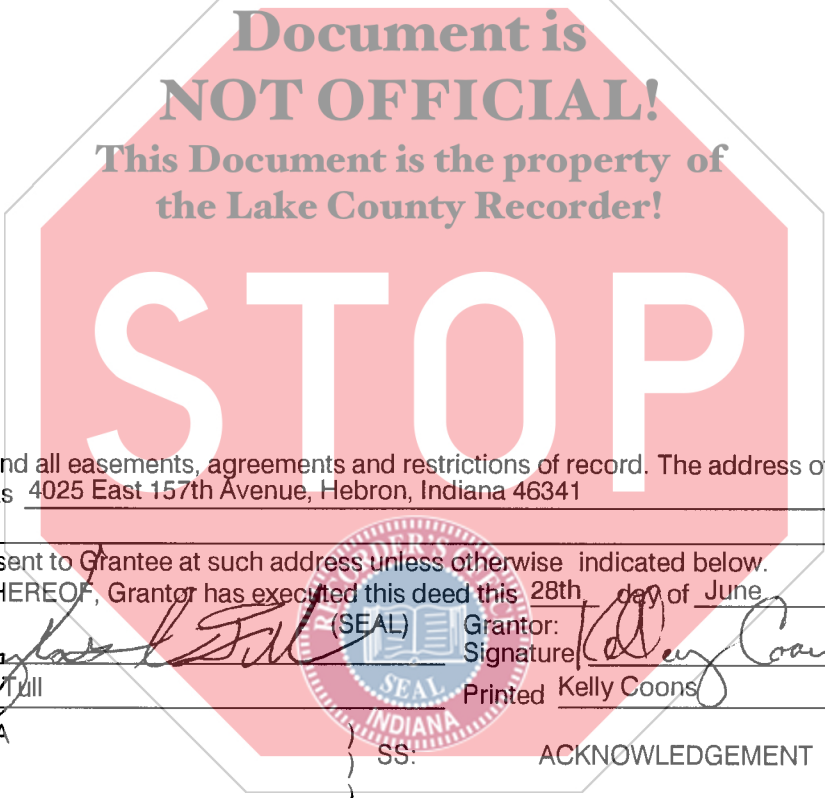 Document is
NOT OFFICIAL!
This Document is the property of
the Lake County Recorder!
STOP
nd all easements, agreements and restrictions of record. The address o
s 4025 East 157th Avenue, Hebron, Indiana 46341
sent to Grantee at such address unless otherwise indicated below.
HEREOF, Grantor has executed this deed this 28th day of June
(SEAL) Grantor:
Signature
Tull Printed Kelly Coons
A
) SS: ACKNOWLEDGEMENT
)
RECORDER'S OFFICE
SEAL
INDIANA